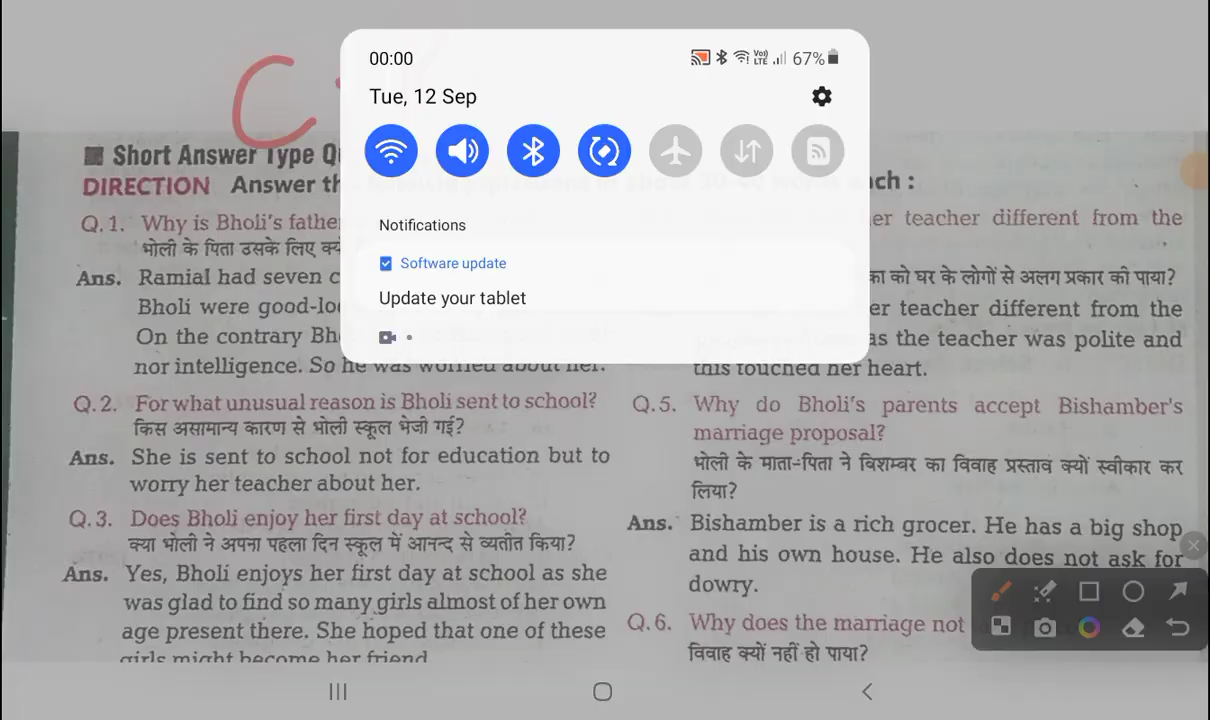 00:00
67%
Tue, 12 Sep
Notifications
Software update
Update your tablet
C
Short Answer Type Q
DIRECTION Answer th
ach :
Q.1. Why is Bholi's father
भोली के पिता उसके लिए क्यों
Ans. Ramial had seven c
Bholi were good-loo
On the contrary Bho
nor intelligence. So he was worried about her.
Q.2. For what unusual reason is Bholi sent to school?
किस असामान्य कारण से भोली स्कूल भेजी गई?
Ans. She is sent to school not for education but to
worry her teacher about her.
Q.3. Does Bholi enjoy her first day at school?
क्या भोली ने अपना पहला दिन स्कूल में आनन्द से व्यतीत किया?
Ans. Yes, Bholi enjoys her first day at school as she
was glad to find so many girls almost of her own
age present there. She hoped that one of these
girls might become her friend.
er teacher different from the
का को घर के लोगों से अलग प्रकार की पाया?
er teacher different from the
as the teacher was polite and
this touched her heart.
Q.5. Why do Bholi's parents accept Bishamber's
marriage proposal?
भोली के माता-पिता ने बिशम्बर का विवाह प्रस्ताव क्यों स्वीकार कर
लिया?
Ans. Bishamber is a rich grocer. He has a big shop
and his own house. He also does not ask for
dowry.
Q.6. Why does the marriage not
विवाह क्यों नहीं हो पाया?